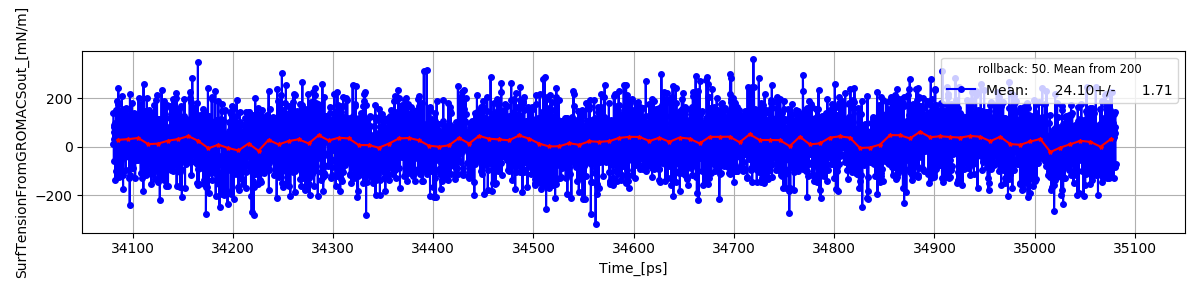 SurfTensionFromGROMACSout_[mN/m]
200
0
−200
rollback: 50. Mean from 200
Mean: 24.10+/- 1.71
34100 34200 34300 34400 34500 34600 34700 34800 34900 35000 35100
Time_[ps]